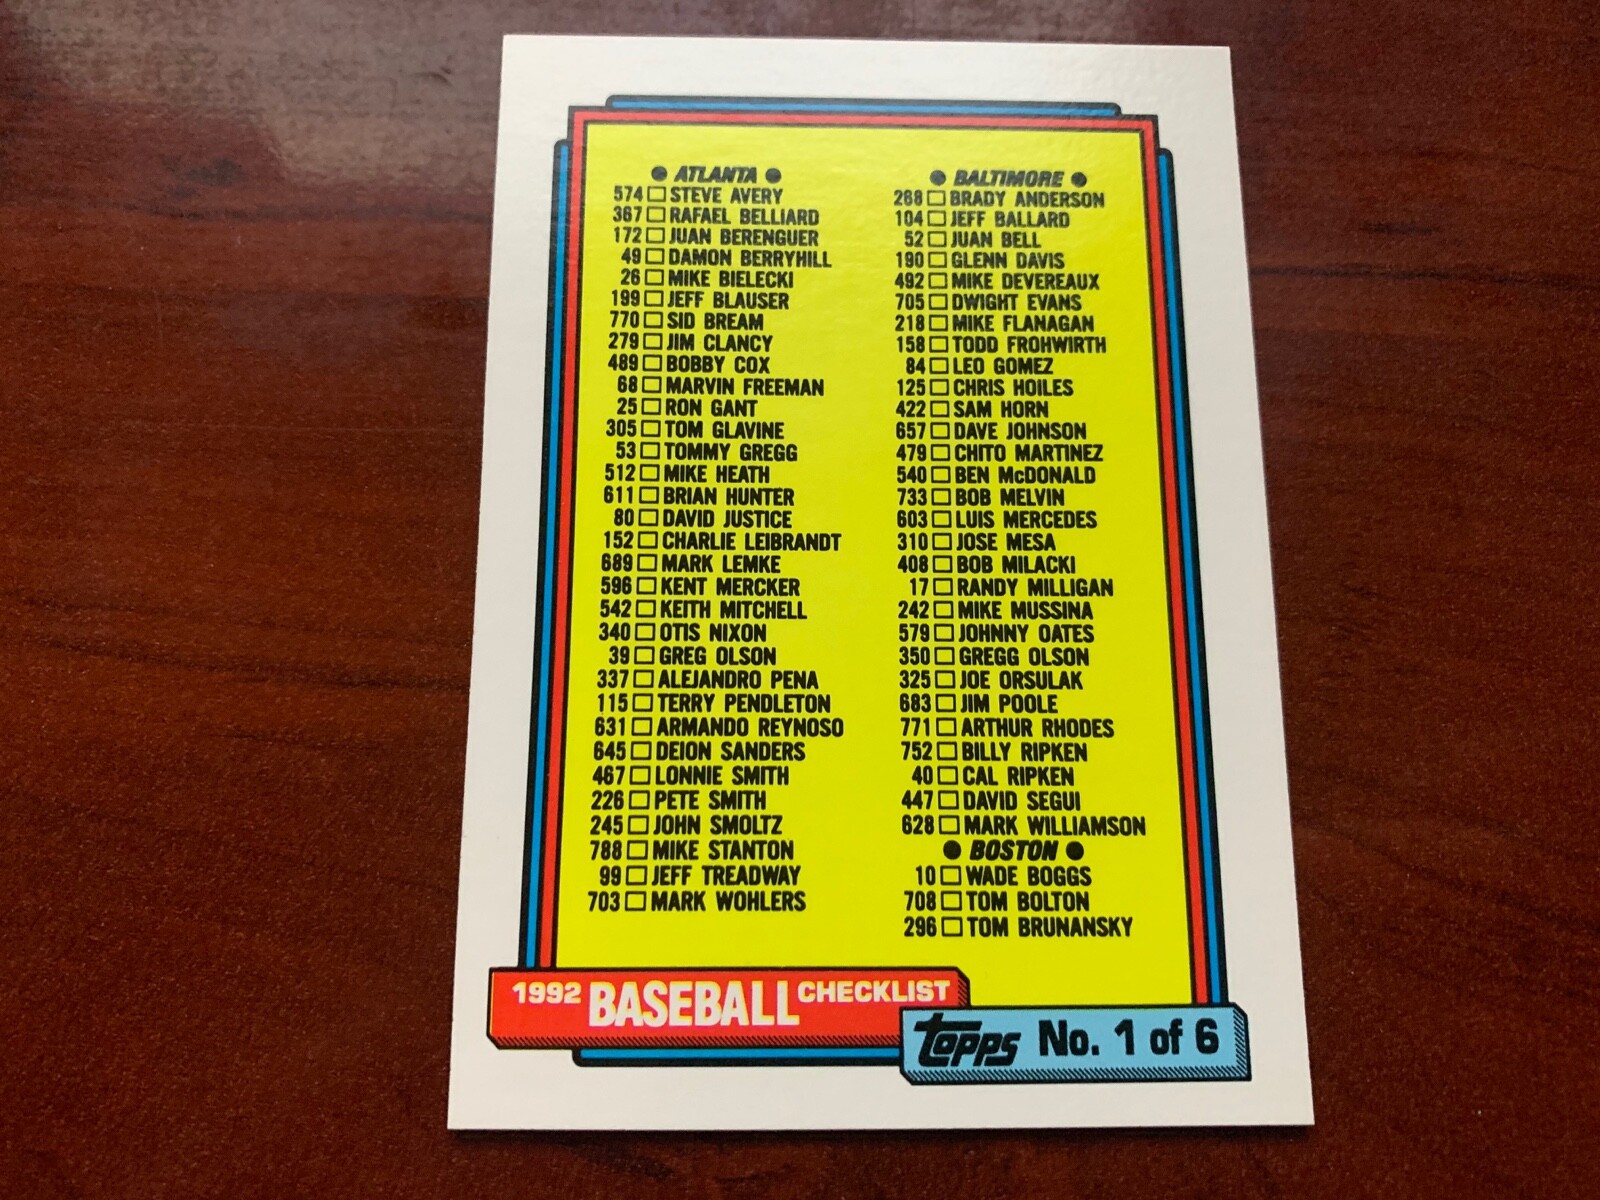 ● ATLANTA ●
574 □ STEVE AVERY
367 □ RAFAEL BELLIARD
172 □ JUAN BERENGUER
49 □ DAMON BERRYHILL
26 □ MIKE BIELECKI
199 □ JEFF BLAUSER
770 □ SID BREAM
279 □ JIM CLANCY
489 □ BOBBY COX
68 □ MARVIN FREEMAN
25 □ RON GANT
305 □ TOM GLAVINE
53 □ TOMMY GREGG
512 □ MIKE HEATH
611 □ BRIAN HUNTER
80 □ DAVID JUSTICE
152 □ CHARLIE LEIBRANDT
689 □ MARK LEMKE
596 □ KENT MERCKER
542 □ KEITH MITCHELL
340 □ OTIS NIXON
39 □ GREG OLSON
337 □ ALEJANDRO PENA
115 □ TERRY PENDLETON
631 □ ARMANDO REYNOSO
645 □ DEION SANDERS
467 □ LONNIE SMITH
226 □ PETE SMITH
245 □ JOHN SMOLTZ
788 □ MIKE STANTON
99 □ JEFF TREADWAY
703 □ MARK WOHLERS
● BALTIMORE ●
268 □ BRADY ANDERSON
104 □ JEFF BALLARD
52 □ JUAN BELL
190 □ GLENN DAVIS
492 □ MIKE DEVEREAUX
705 □ DWIGHT EVANS
218 □ MIKE FLANAGAN
158 □ TODD FROHWIRTH
84 □ LEO GOMEZ
125 □ CHRIS HOILES
422 □ SAM HORN
657 □ DAVE JOHNSON
479 □ CHITO MARTINEZ
540 □ BEN McDONALD
733 □ BOB MELVIN
603 □ LUIS MERCEDES
310 □ JOSE MESA
408 □ BOB MILACKI
17 □ RANDY MILLIGAN
242 □ MIKE MUSSINA
579 □ JOHNNY OATES
350 □ GREGG OLSON
325 □ JOE ORSULAK
683 □ JIM POOLE
771 □ ARTHUR RHODES
752 □ BILLY RIPKEN
40 □ CAL RIPKEN
447 □ DAVID SEGUI
628 □ MARK WILLIAMSON
● BOSTON ●
10 □ WADE BOGGS
708 □ TOM BOLTON
296 □ TOM BRUNANSKY
1992 BASEBALL CHECKLIST
topps No. 1 of 6